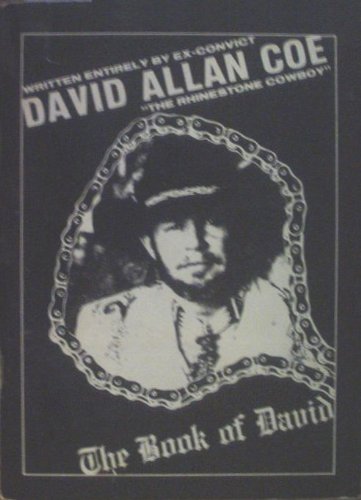 WRITTEN ENTIRELY BY EX-CONVICT
DAVID ALLAN COE
"THE RHINESTONE COWBOY"
The Book of David